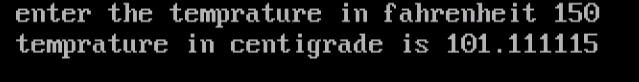 enter the temprature in fahrenheit 150
temprature in centigrade is 101.111115